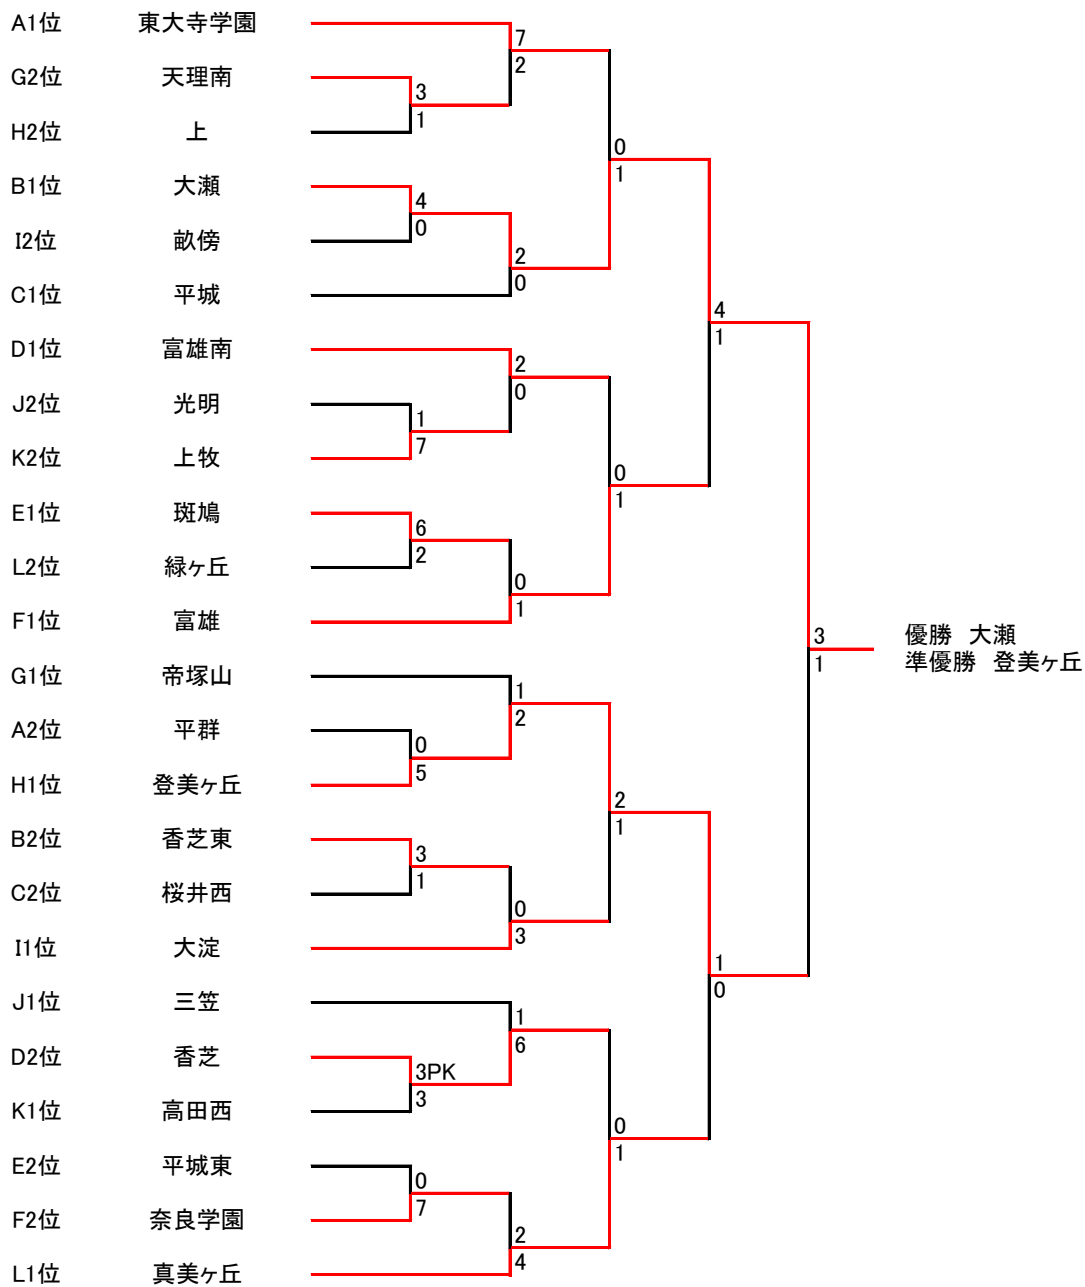 A1位 東大寺学園
7
G2位 天理南
2
3
H2位 上
1
0
B1位 大瀬
1
4
I2位 畝傍
0
2
C1位 平城
0
4
D1位 富雄南
1
2
J2位 光明
0
1
K2位 上牧
7
0
E1位 斑鳩
1
6
L2位 緑ヶ丘
2
0
F1位 富雄
1
3 優勝 大瀬
1 準優勝 登美ヶ丘
G1位 帝塚山
1
A2位 平群
2
0
H1位 登美ヶ丘
5
2
B2位 香芝東
1
3
C2位 桜井西
1
0
I1位 大淀
3
1
J1位 三笠
0
1
D2位 香芝
6
3PK
K1位 高田西
3
0
E2位 平城東
1
0
F2位 奈良学園
7
2
L1位 真美ヶ丘
4